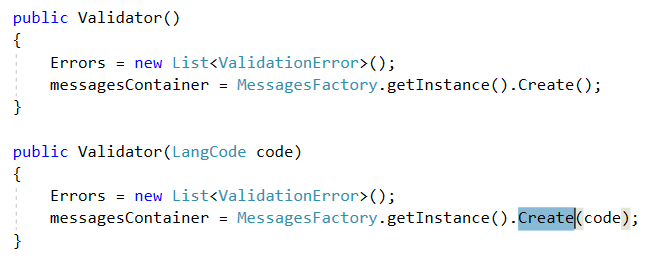 public Validator()
{
    Errors = new List<ValidationError>();
    messagesContainer = MessagesFactory.getInstance().Create();
}

public Validator(LangCode code)
{
    Errors = new List<ValidationError>();
    messagesContainer = MessagesFactory.getInstance().Create(code);
}